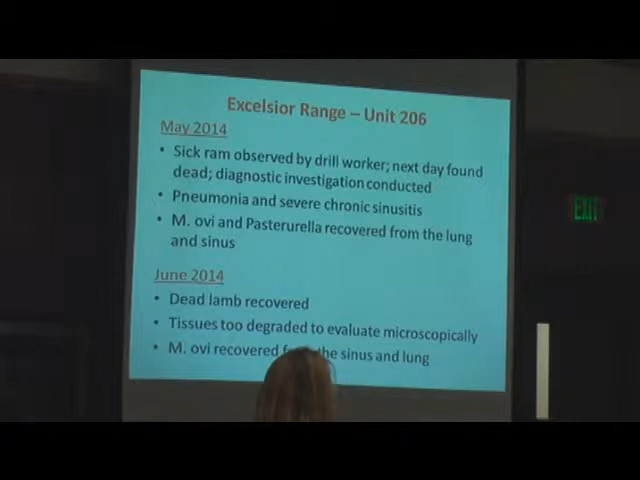 Excelsior Range – Unit 206
May 2014
• Sick ram observed by drill worker; next day found
dead; diagnostic investigation conducted
• Pneumonia and severe chronic sinusitis
• M. ovi and Pasterurella recovered from the lung
and sinus
June 2014
• Dead lamb recovered
• Tissues too degraded to evaluate microscopically
• M. ovi recovered the sinus and lung
EXIT